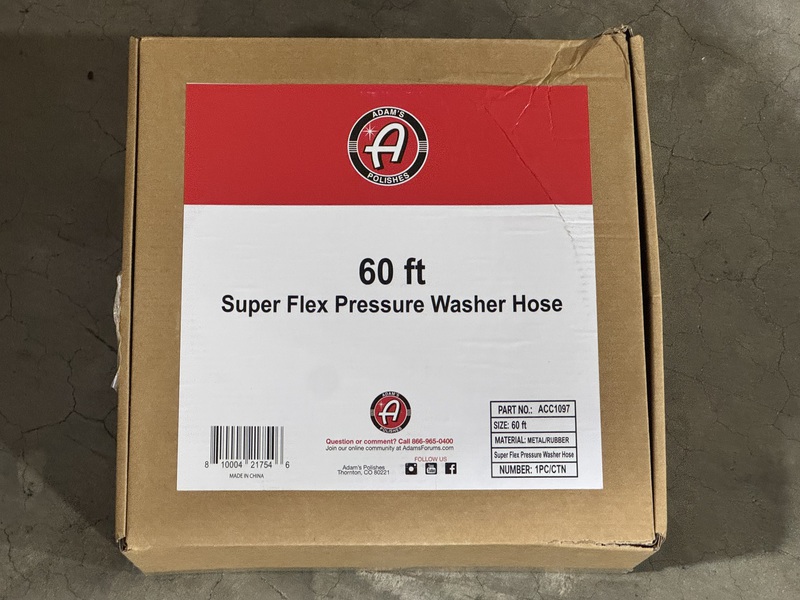 ADAM'S
A
POLISHES
60 ft
Super Flex Pressure Washer Hose
ADAM'S
A
POLISHES
Question or comment? Call 866-965-0400
Join our online community at AdamsForums.com
FOLLOW US
Adam's Polishes
Thornton, CO 80221
You Tube
8 10004 21754 6
MADE IN CHINA
PART NO.: ACC1097
SIZE: 60 ft
MATERIAL: METAL/RUBBER
Super Flex Pressure Washer Hose
NUMBER: 1PC/CTN